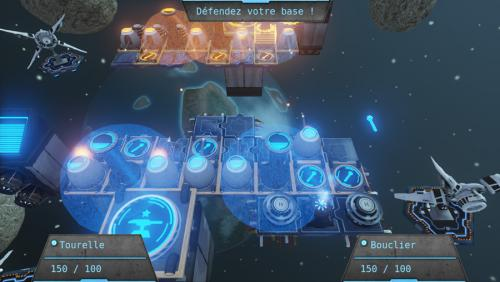 Défendez votre base !
Tourelle
150 / 100
Bouclier
150 / 100